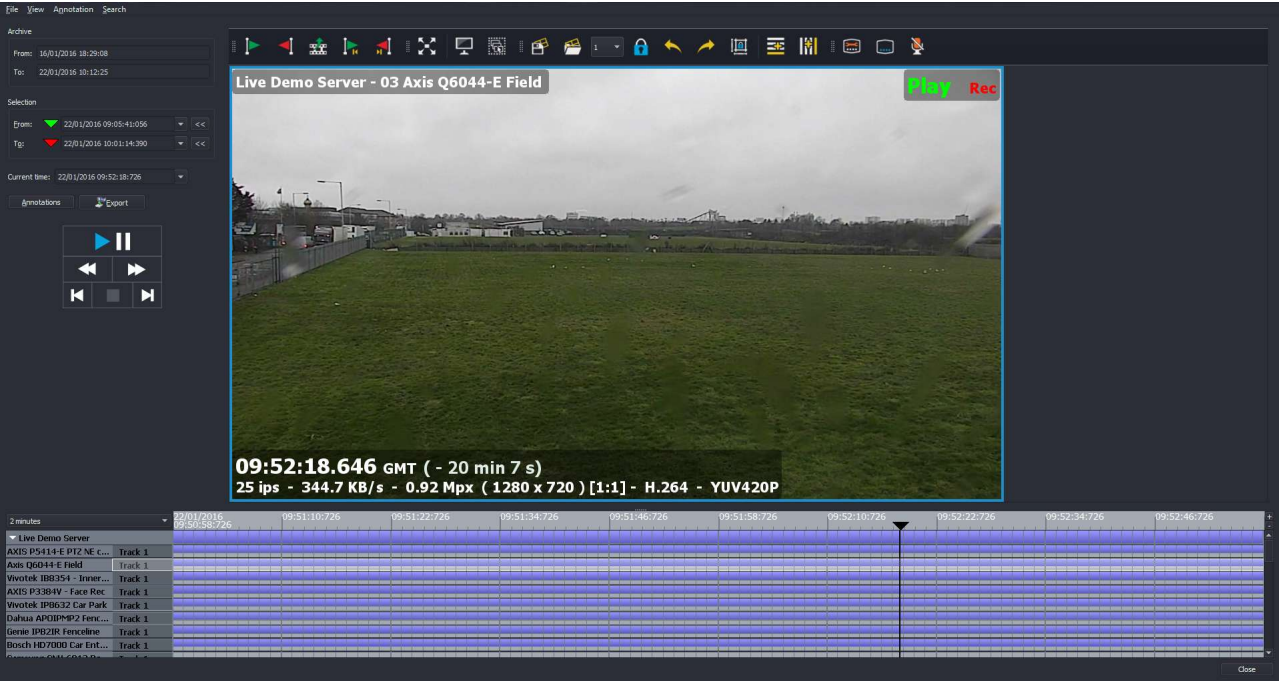 File View Annotation Search
Archive
From: 16/01/2016 18:29:08
To: 22/01/2016 10:12:25
Selection
From: 22/01/2016 09:05:41:056 <<
To: 22/01/2016 10:01:14:390 <<
Current time: 22/01/2016 09:52:18:726
Annotations Export
1
Live Demo Server - 03 Axis Q6044-E Field
Play Rec
09:52:18.646 GMT ( - 20 min 7 s)
25 ips - 344.7 KB/s - 0.92 Mpx ( 1280 x 720 ) [1:1] - H.264 - YUV420P
2 minutes
22/01/2016
09:50:58:726 09:51:10:726 09:51:22:726 09:51:34:726 09:51:46:726 09:51:58:726 09:52:10:726 09:52:22:726 09:52:34:726 09:52:46:726
Live Demo Server
AXIS P5414-E PTZ NE c... Track 1
Axis Q6044-E Field Track 1
Vivotek IB8354 - Inner... Track 1
AXIS P3384V - Face Rec Track 1
Vivotek IP8632 Car Park Track 1
Dahua APOIPMP2 Fenc... Track 1
Genie IPB2IR Fenceline Track 1
Bosch HD7000 Car Ent... Track 1
Close